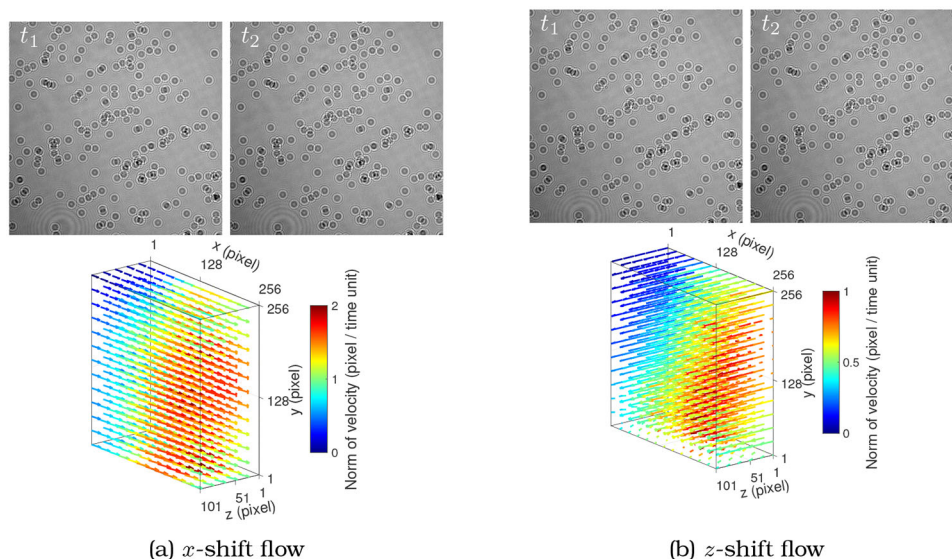 t₁
t₂
1
x (pixel)
128
256
256
128
y (pixel)
1
1
51
101
z (pixel)
2
1
0
Norm of velocity (pixel / time unit)
(a) x-shift flow
t₁
t₂
1
x (pixel)
128
256
256
128
y (pixel)
1
1
51
101
z (pixel)
1
0.5
0
Norm of velocity (pixel / time unit)
(b) z-shift flow